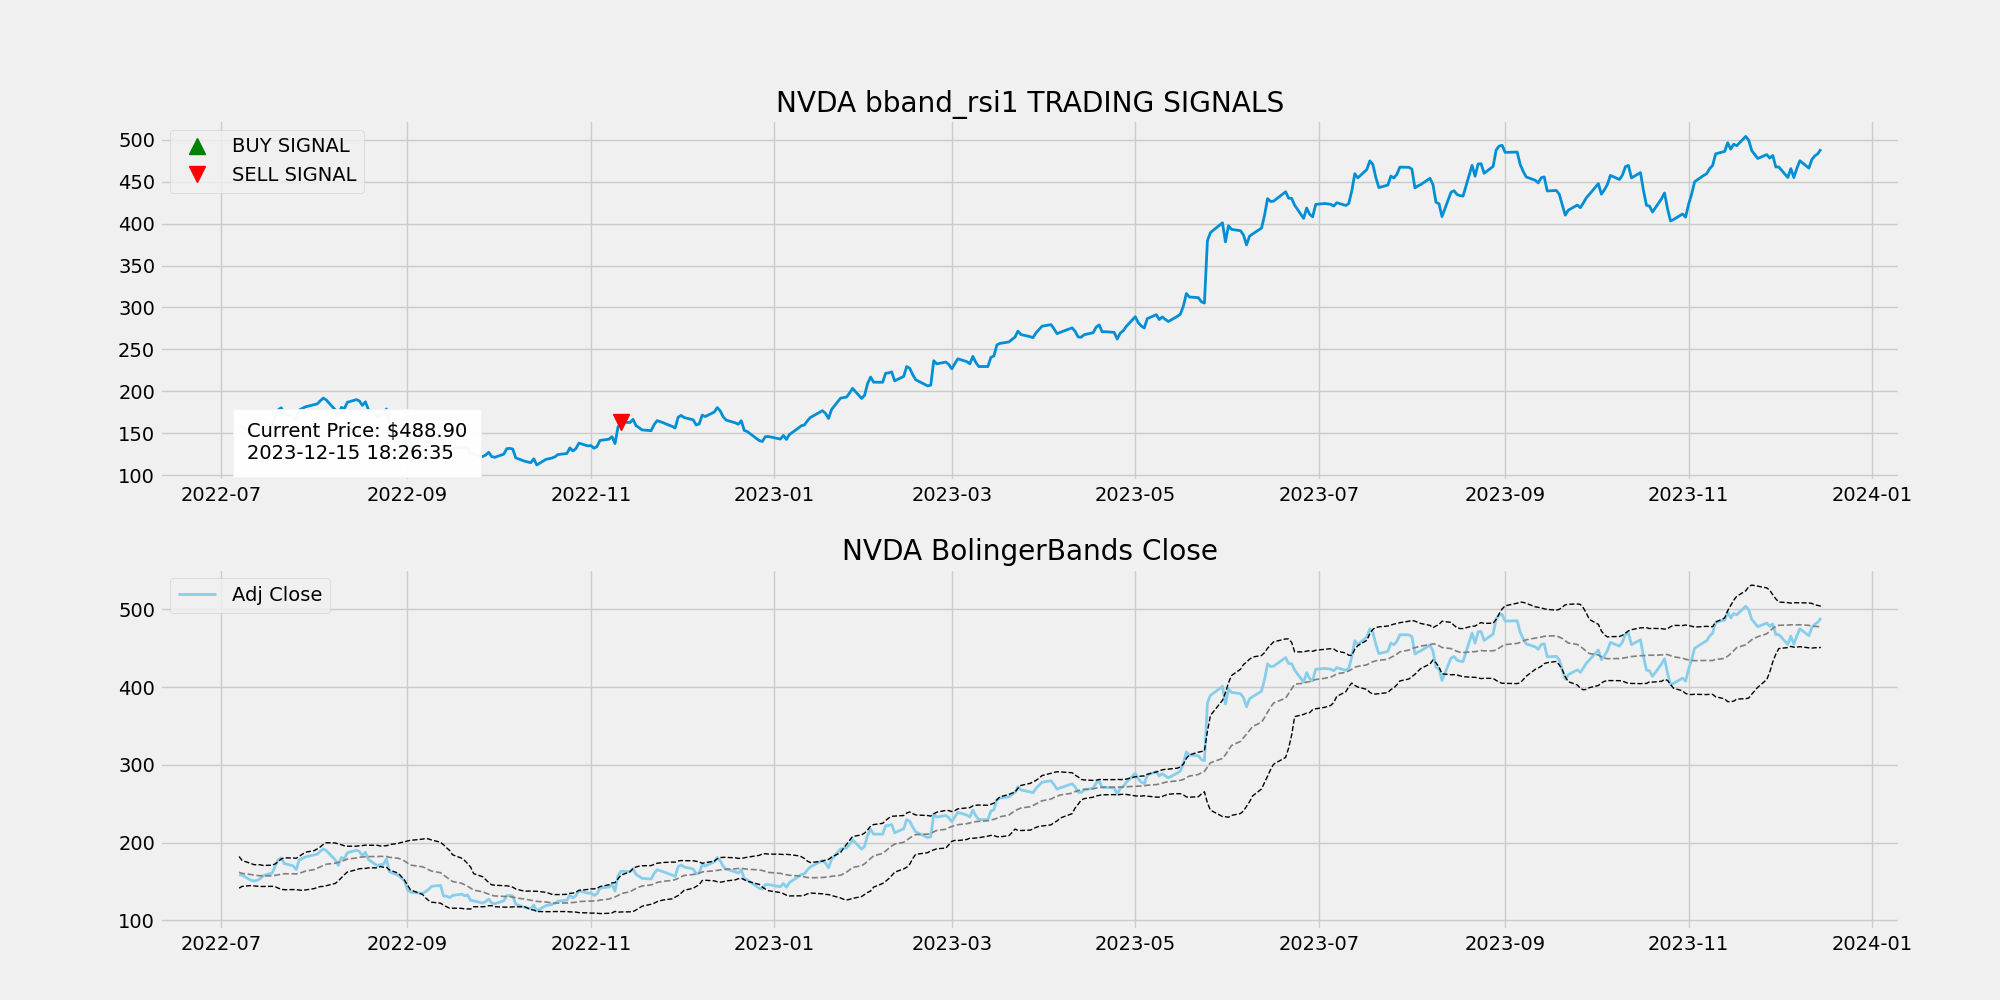 NVDA bband_rsi1 TRADING SIGNALS
BUY SIGNAL
SELL SIGNAL
500
450
400
350
300
250
200
150
100
Current Price: $488.90
2023-12-15 18:26:35
2022-07 2022-09 2022-11 2023-01 2023-03 2023-05 2023-07 2023-09 2023-11 2024-01
NVDA BolingerBands Close
Adj Close
500
400
300
200
100
2022-07 2022-09 2022-11 2023-01 2023-03 2023-05 2023-07 2023-09 2023-11 2024-01